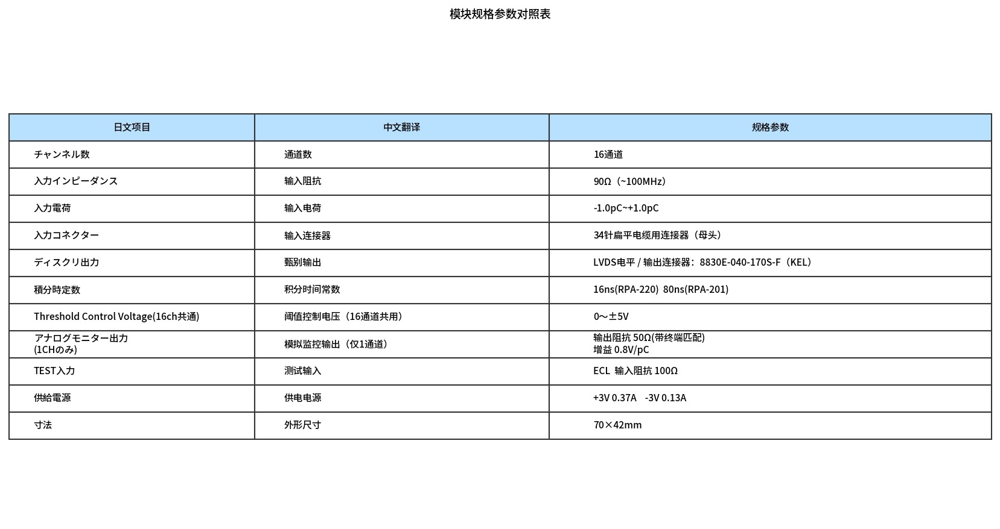 模块规格参数对照表
日文项目 中文翻译 规格参数
チャンネル数 通道数 16通道
入力インピーダンス 输入阻抗 90Ω（~100MHz）
入力電荷 输入电荷 -1.0pC~+1.0pC
入力コネクター 输入连接器 34针扁平电缆用连接器（母头）
ディスクリ出力 甄别输出 LVDS电平 / 输出连接器：8830E-040-170S-F（KEL）
積分時定数 积分时间常数 16ns(RPA-220)  80ns(RPA-201)
Threshold Control Voltage(16ch共通) 阈值控制电压（16通道共用） 0～±5V
アナログモニター出力
(1CHのみ)
模拟监控输出（仅1通道）
输出阻抗 50Ω(带终端匹配)
增益 0.8V/pC
TEST入力 测试输入 ECL  输入阻抗 100Ω
供給電源 供电电源 +3V 0.37A    -3V 0.13A
寸法 外形尺寸 70×42mm